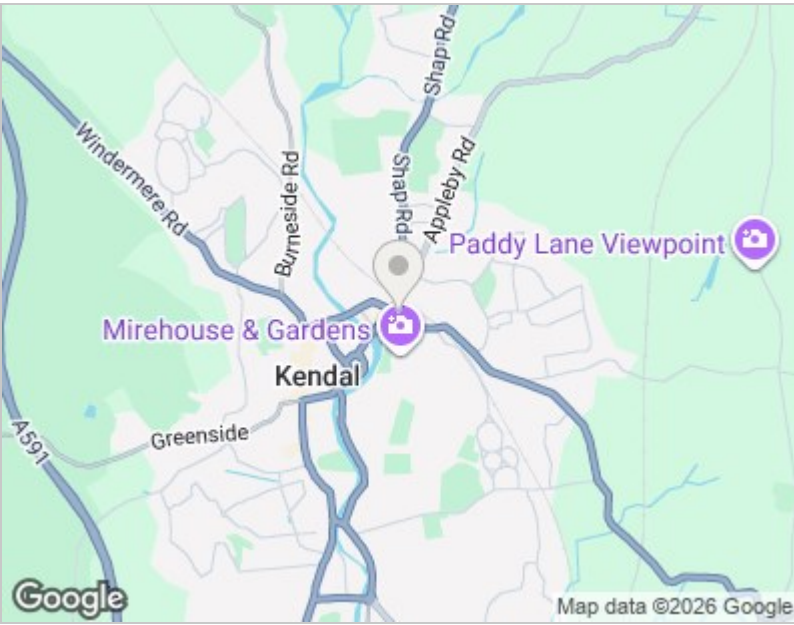 Shap Rd
Windermere Rd
Burneside Rd
Shap Rd
Appleby Rd
Paddy Lane Viewpoint
Mirehouse & Gardens
Kendal
Greenside
A591
Google
Map data ©2026 Google